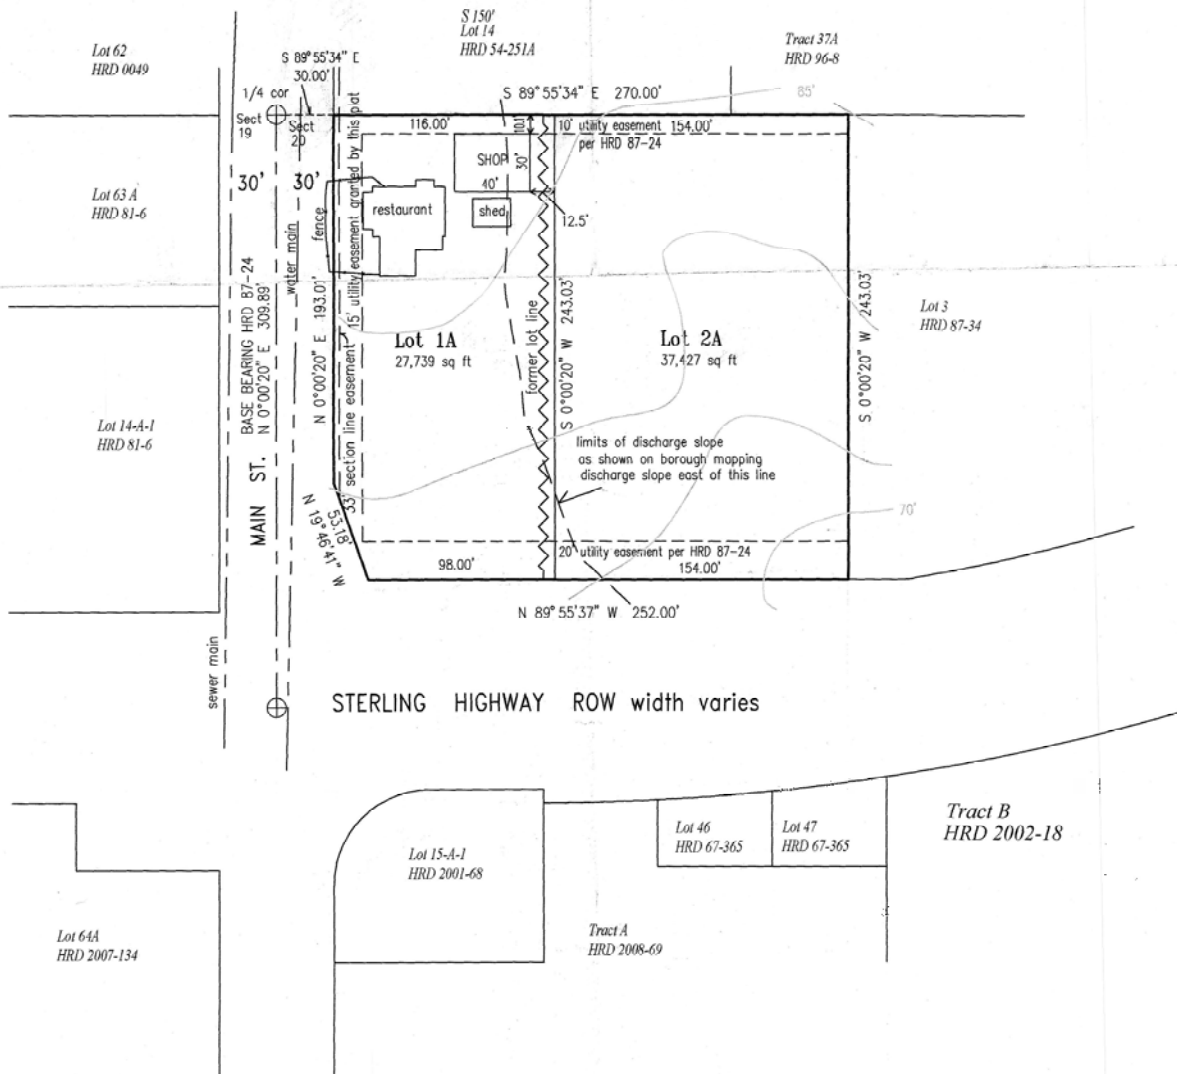 S 150'
Lot 14
HRD 54-251A
Lot 62
HRD 0049
Tract 37A
HRD 96-8
S 89°55'34" E
30.00'
1/4 cor
S 89°55'34" E 270.00'
85'
Sect
19
Sect
20
116.00'
10.1'
10' utility easement 154.00'
per HRD 87-24
SHOP
30'
40'
30' 30'
Lot 63 A
HRD 81-6
restaurant
shed
12.5'
fence
water main
BASE BEARING HRD 87-24
N 0°00'20" E 309.89'
N 0°00'20" E 193.01'
15' utility easement granted by this plat
33' section line easement
Lot 1A
27,739 sq ft
former lot line
S 0°00'20" W 243.03'
Lot 2A
37,427 sq ft
S 0°00'20" W 243.03'
Lot 3
HRD 87-34
Lot 14-A-1
HRD 81-6
MAIN ST.
limits of discharge slope
as shown on borough mapping
discharge slope east of this line
53.18'
N 19°46'41" W
70'
98.00'
20' utility easement per HRD 87-24
154.00'
N 89°55'37" W 252.00'
sewer main
STERLING HIGHWAY ROW width varies
Lot 15-A-1
HRD 2001-68
Lot 46
HRD 67-365
Lot 47
HRD 67-365
Tract B
HRD 2002-18
Lot 64A
HRD 2007-134
Tract A
HRD 2008-69